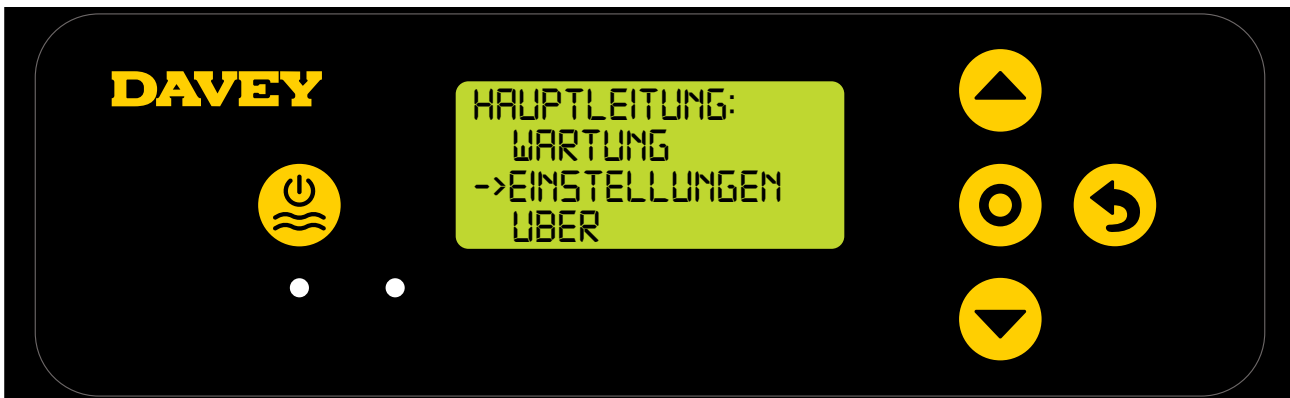 DAVEY
HAUPTLEITUNG:
WARTUNG
->EINSTELLUNGEN
UBER